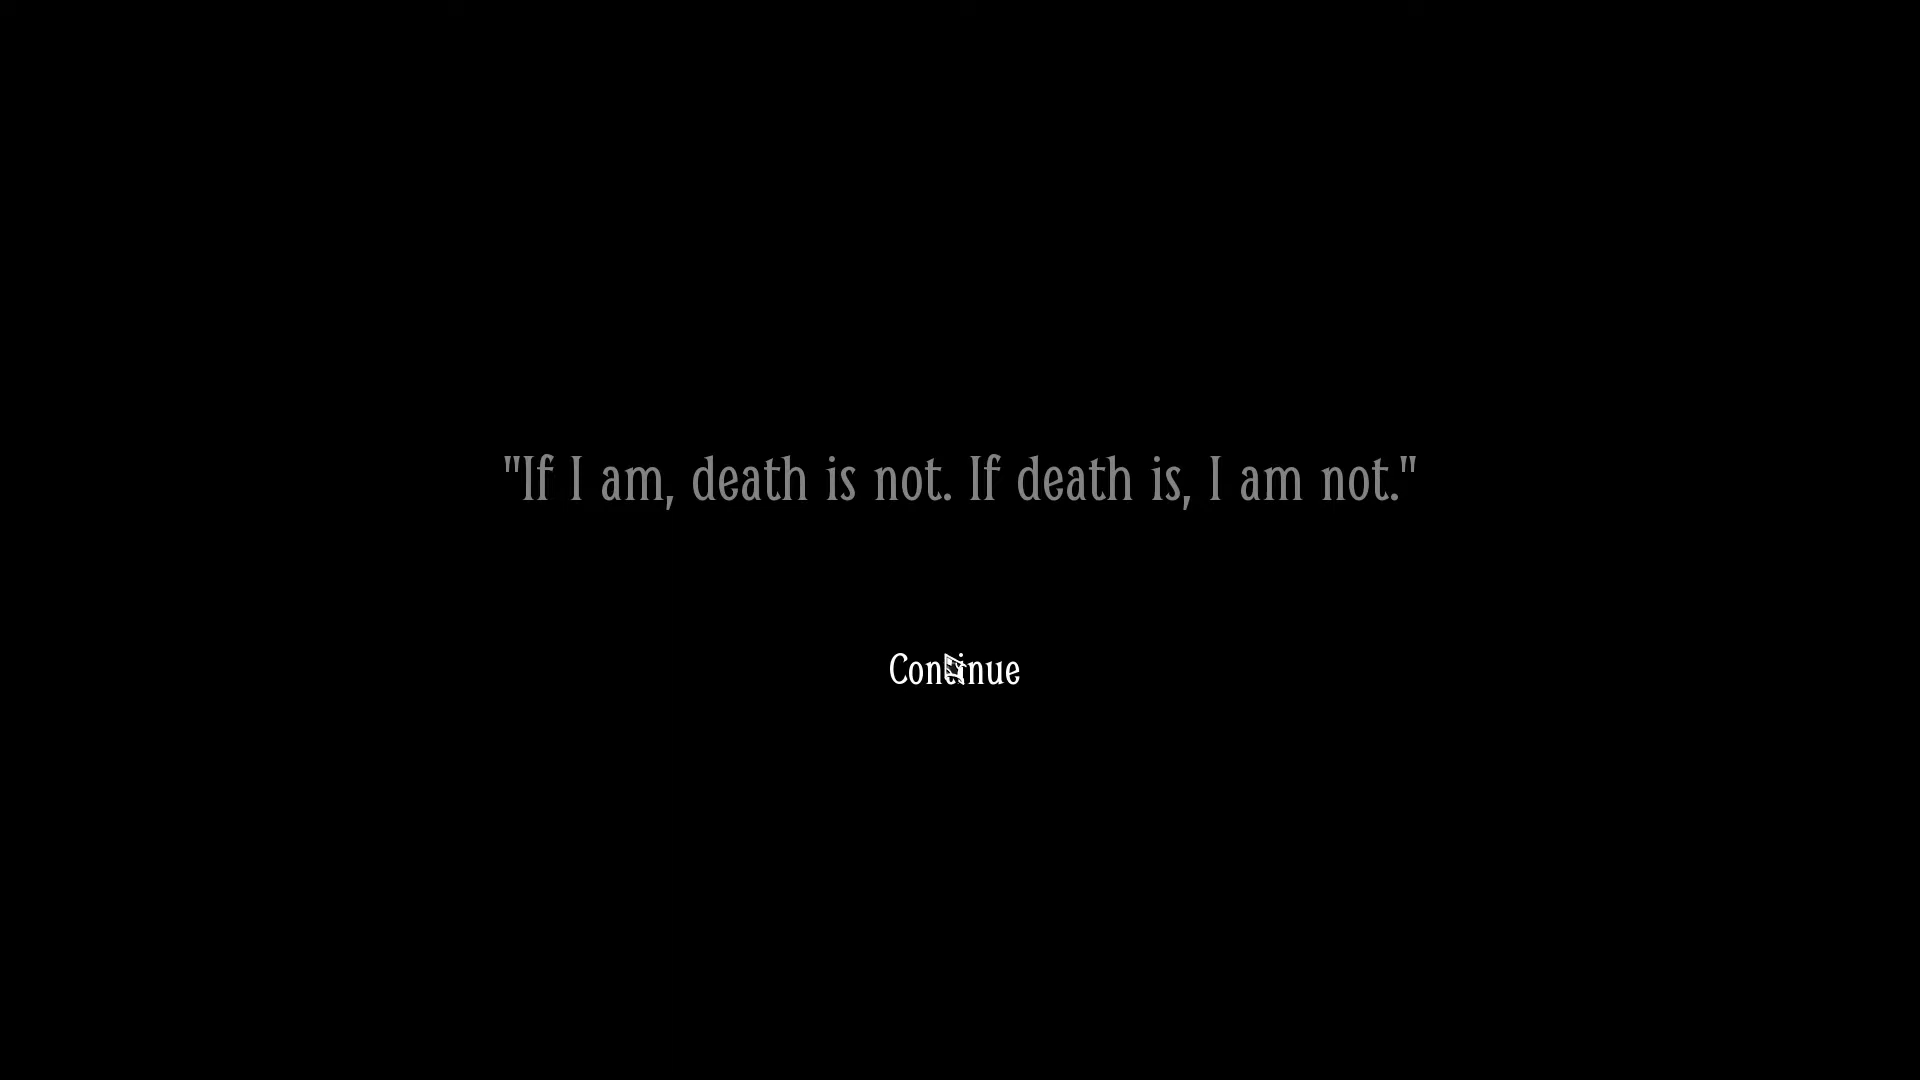 "If I am, death is not. If death is, I am not."
Continue